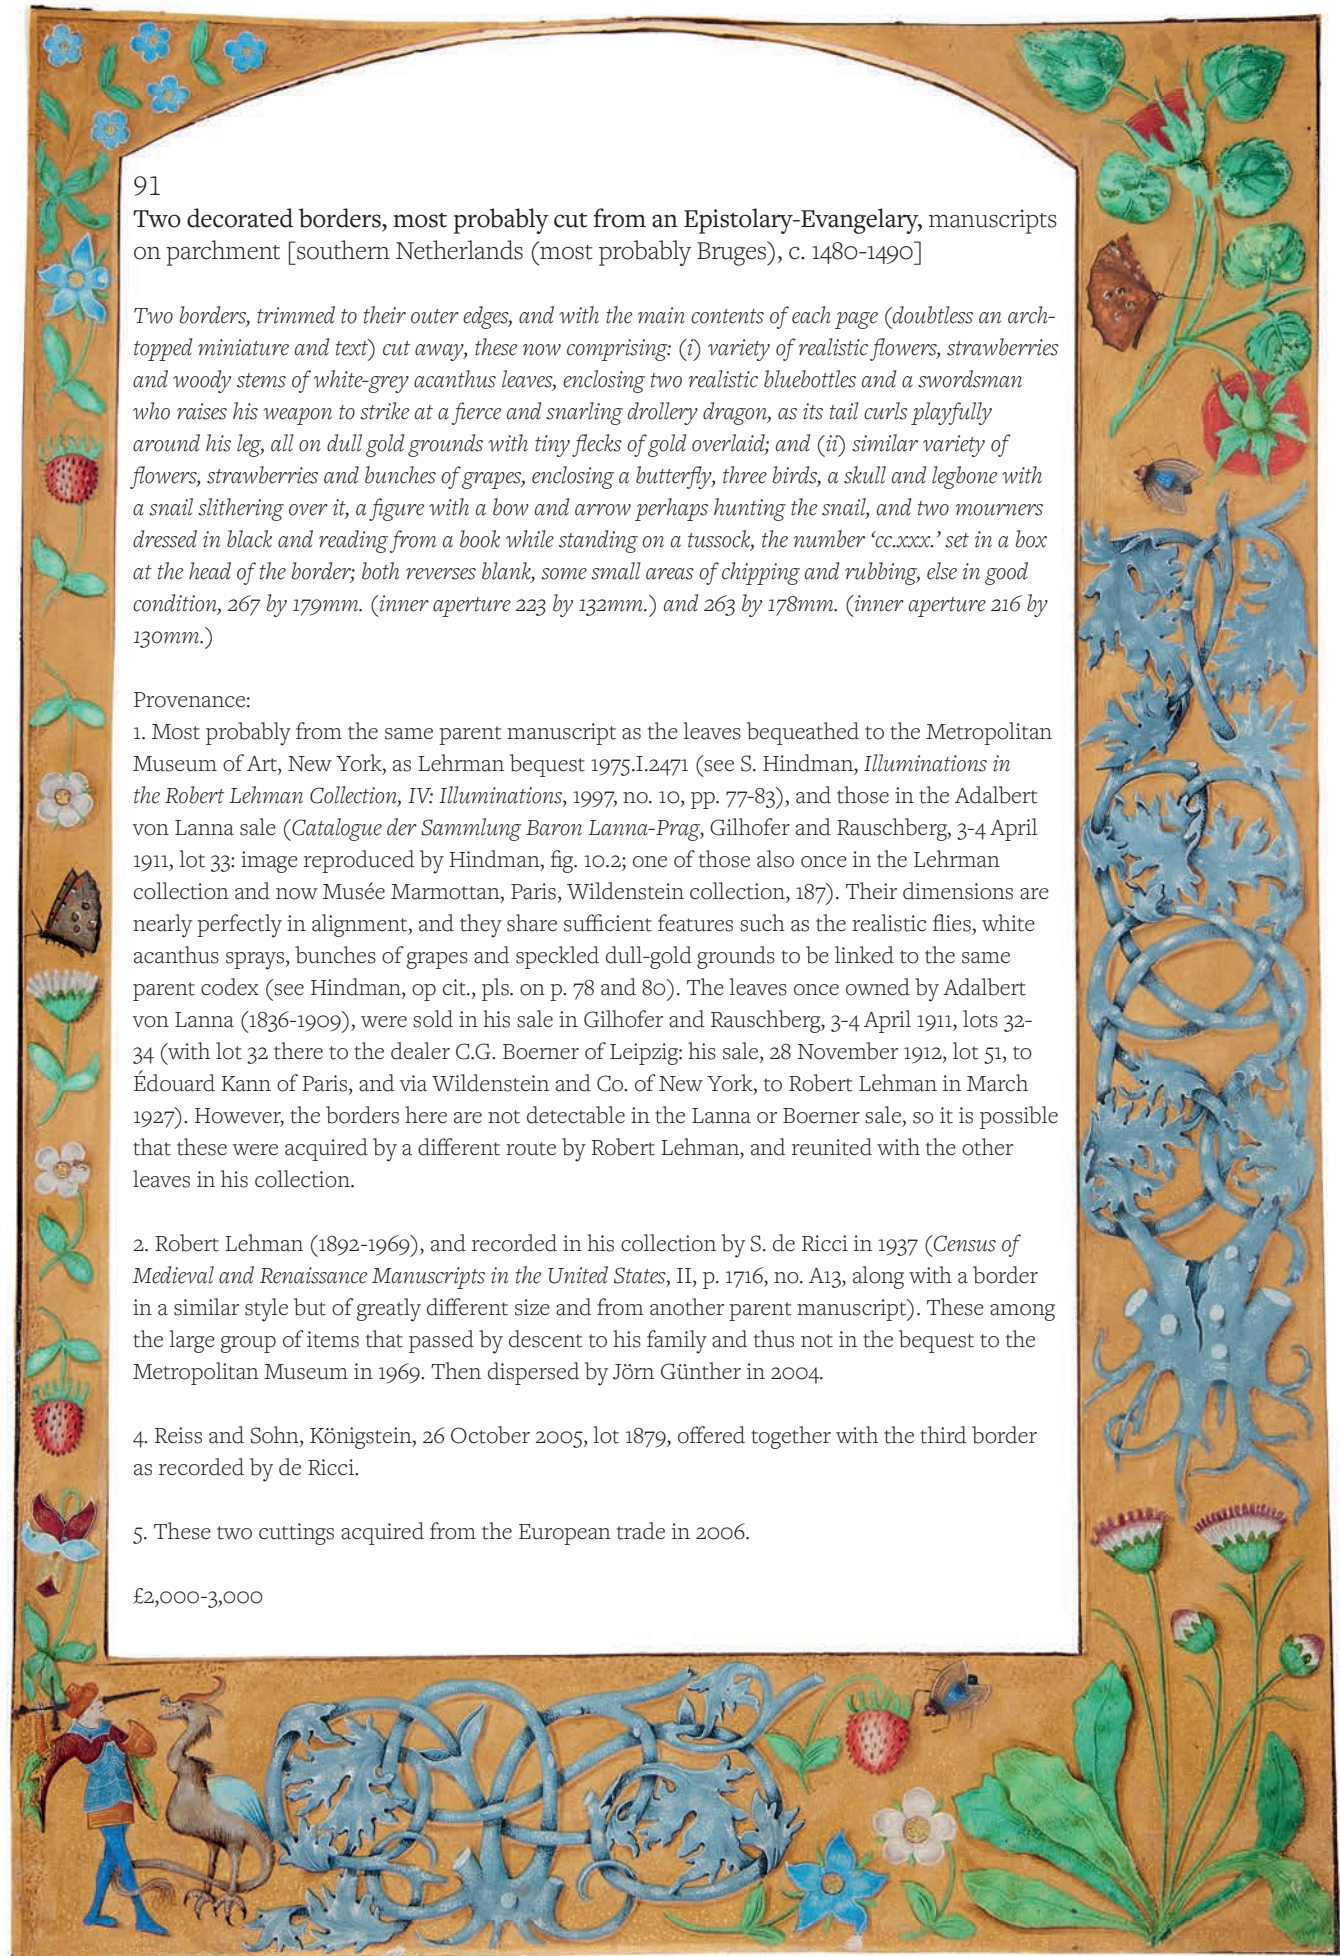 91
Two decorated borders, most probably cut from an Epistolary-Evangelary, manuscripts
on parchment [southern Netherlands (most probably Bruges), c. 1480-1490]
Two borders, trimmed to their outer edges, and with the main contents of each page (doubtless an arch-
topped miniature and text) cut away, these now comprising: (i) variety of realistic flowers, strawberries
and woody stems of white-grey acanthus leaves, enclosing two realistic bluebottles and a swordsman
who raises his weapon to strike at a fierce and snarling drollery dragon, as its tail curls playfully
around his leg, all on dull gold grounds with tiny flecks of gold overlaid; and (ii) similar variety of
flowers, strawberries and bunches of grapes, enclosing a butterfly, three birds, a skull and legbone with
a snail slithering over it, a figure with a bow and arrow perhaps hunting the snail, and two mourners
dressed in black and reading from a book while standing on a tussock, the number ‘cc.xxx.’ set in a box
at the head of the border; both reverses blank, some small areas of chipping and rubbing, else in good
condition, 267 by 179mm. (inner aperture 223 by 132mm.) and 263 by 178mm. (inner aperture 216 by
130mm.)
Provenance:
1. Most probably from the same parent manuscript as the leaves bequeathed to the Metropolitan
Museum of Art, New York, as Lehrman bequest 1975.I.2471 (see S. Hindman, Illuminations in
the Robert Lehman Collection, IV: Illuminations, 1997, no. 10, pp. 77-83), and those in the Adalbert
von Lanna sale (Catalogue der Sammlung Baron Lanna-Prag, Gilhofer and Rauschberg, 3-4 April
1911, lot 33: image reproduced by Hindman, fig. 10.2; one of those also once in the Lehrman
collection and now Musée Marmottan, Paris, Wildenstein collection, 187). Their dimensions are
nearly perfectly in alignment, and they share sufficient features such as the realistic flies, white
acanthus sprays, bunches of grapes and speckled dull-gold grounds to be linked to the same
parent codex (see Hindman, op cit., pls. on p. 78 and 80). The leaves once owned by Adalbert
von Lanna (1836-1909), were sold in his sale in Gilhofer and Rauschberg, 3-4 April 1911, lots 32-
34 (with lot 32 there to the dealer C.G. Boerner of Leipzig: his sale, 28 November 1912, lot 51, to
Édouard Kann of Paris, and via Wildenstein and Co. of New York, to Robert Lehman in March
1927). However, the borders here are not detectable in the Lanna or Boerner sale, so it is possible
that these were acquired by a different route by Robert Lehman, and reunited with the other
leaves in his collection.
2. Robert Lehman (1892-1969), and recorded in his collection by S. de Ricci in 1937 (Census of
Medieval and Renaissance Manuscripts in the United States, II, p. 1716, no. A13, along with a border
in a similar style but of greatly different size and from another parent manuscript). These among
the large group of items that passed by descent to his family and thus not in the bequest to the
Metropolitan Museum in 1969. Then dispersed by Jörn Günther in 2004.
4. Reiss and Sohn, Königstein, 26 October 2005, lot 1879, offered together with the third border
as recorded by de Ricci.
5. These two cuttings acquired from the European trade in 2006.
£2,000-3,000